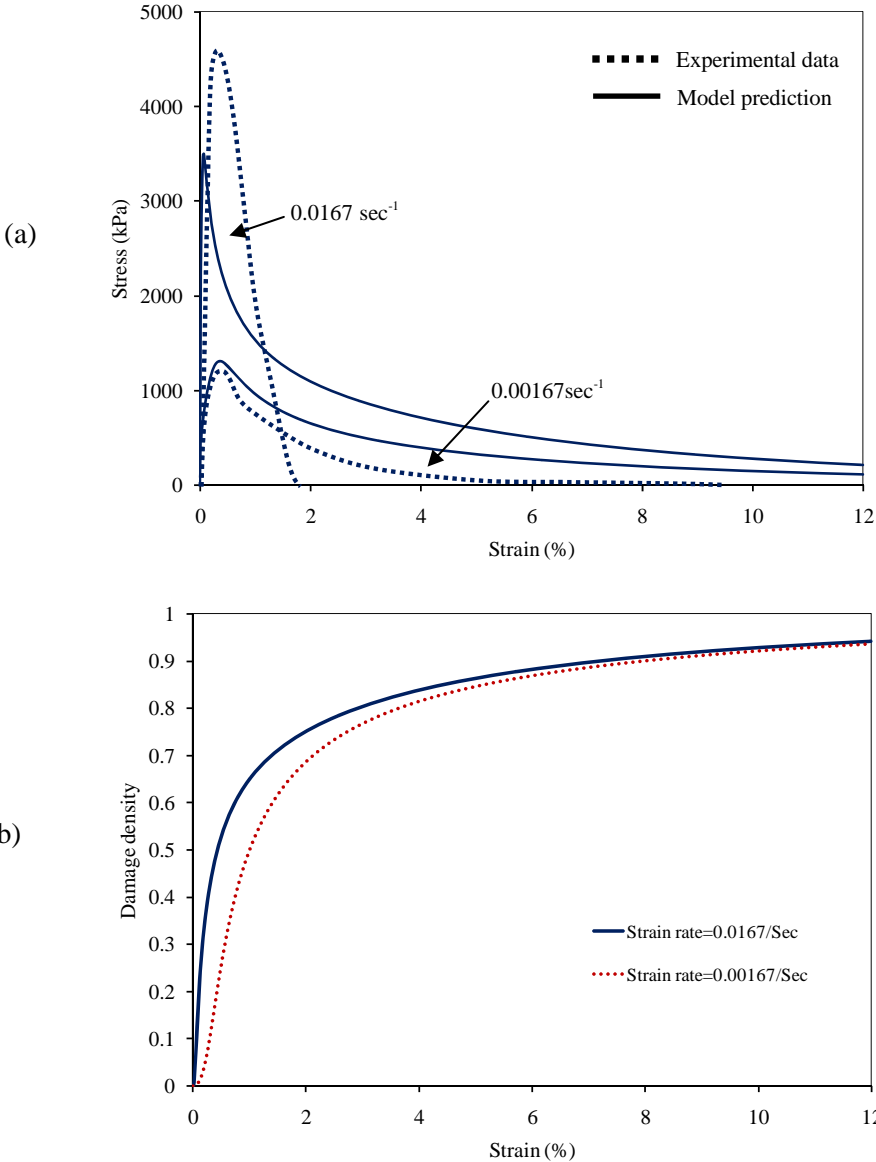 5000
Experimental data
4000
Model prediction
3000
0.0167 sec-1
(a)
Stress (kPa)
2000
0.00167sec-1
1000
0
0 2 4 6 8 10 12
Strain (%)
1
0.9
0.8
0.7
0.6
b)
Damage density
0.5
0.4
Strain rate=0.0167/Sec
0.3
Strain rate=0.00167/Sec
0.2
0.1
0
0 2 4 6 8 10 12
Strain (%)